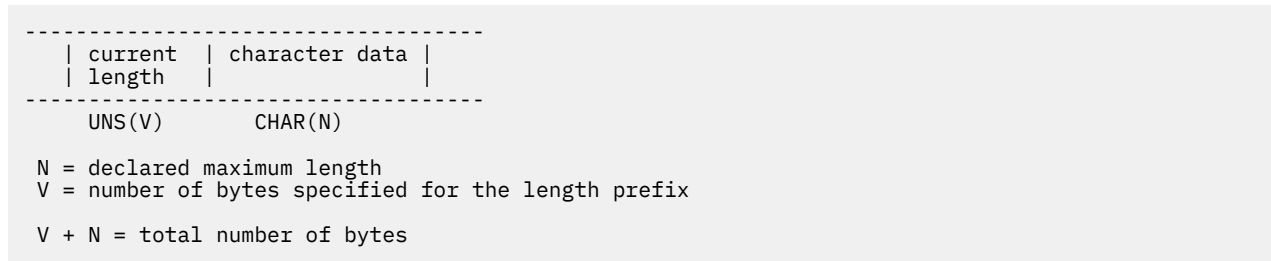 ------------------------------------
| current | character data |
| length | |
------------------------------------
UNS(V) CHAR(N)
N = declared maximum length
V = number of bytes specified for the length prefix
V + N = total number of bytes